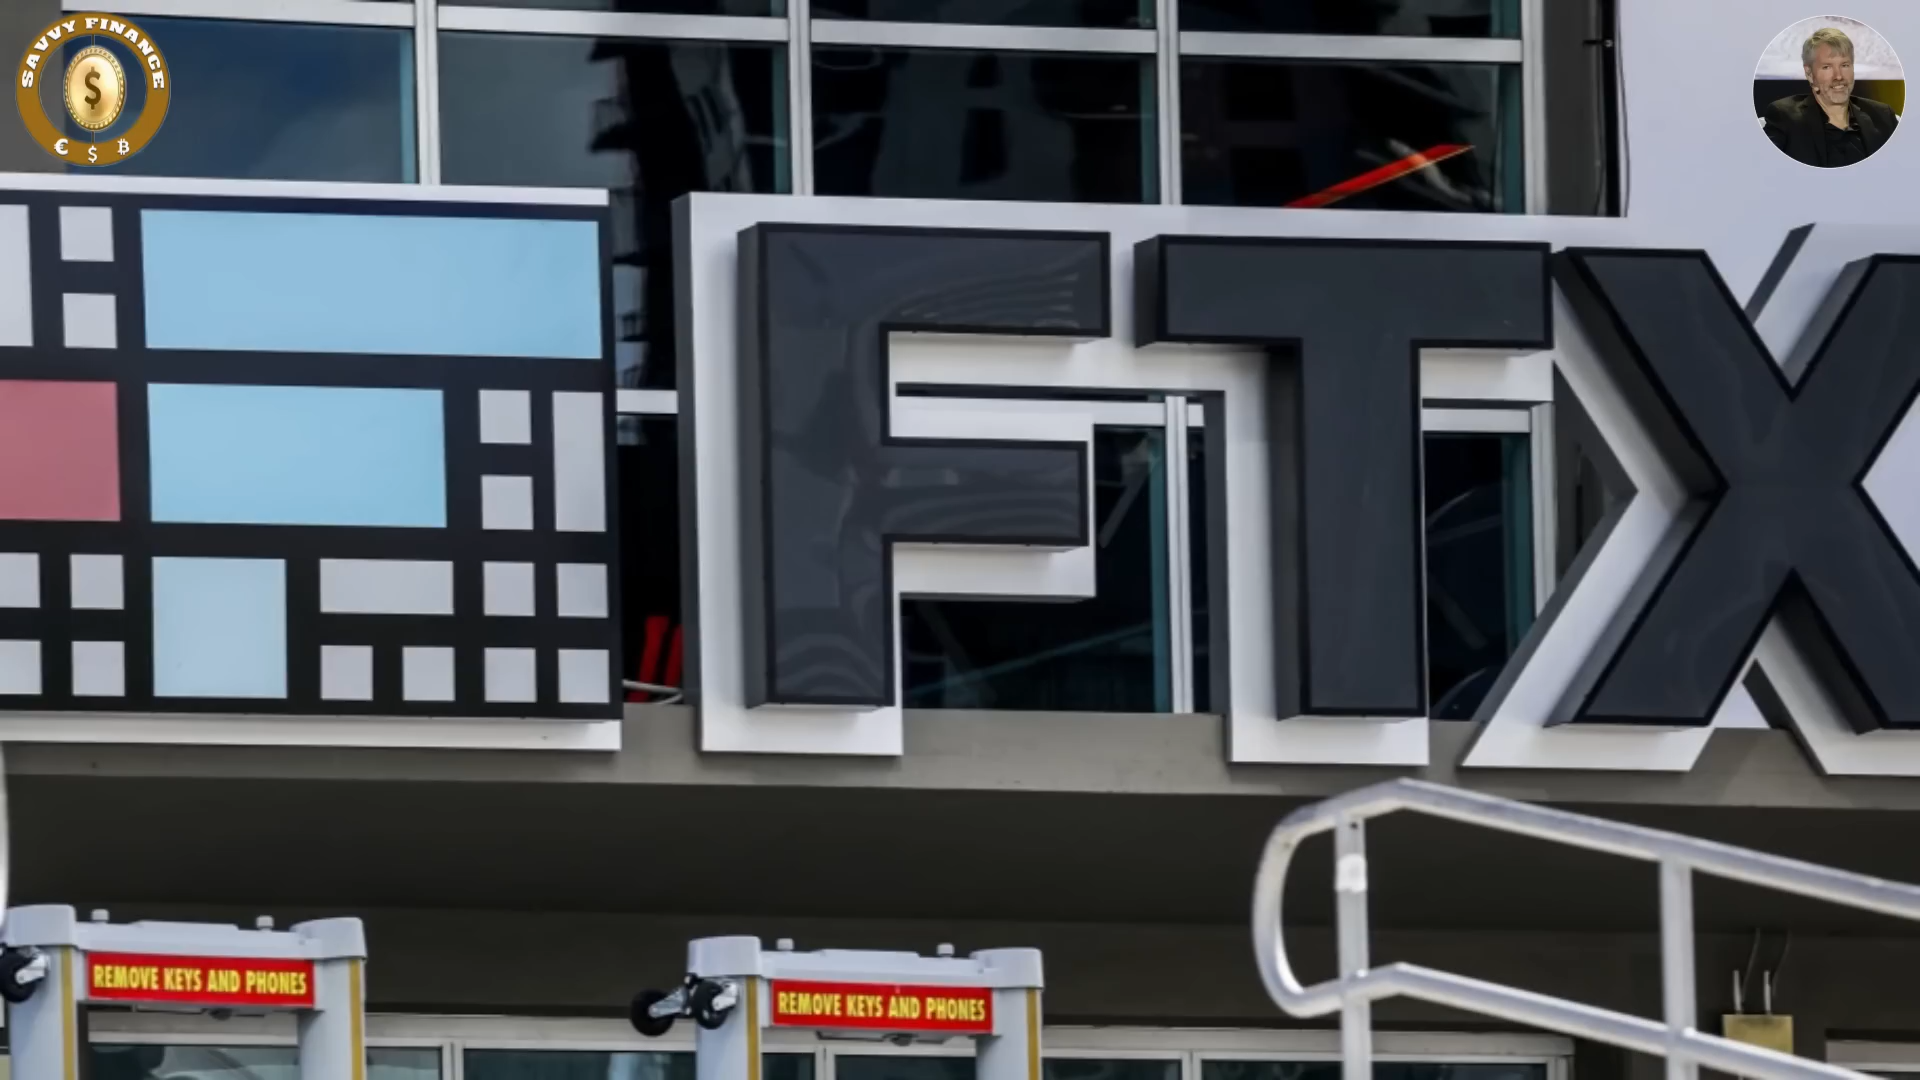 SAVVY FINANCE
$
€ $ ₿
FTX
REMOVE KEYS AND PHONES
REMOVE KEYS AND PHONES